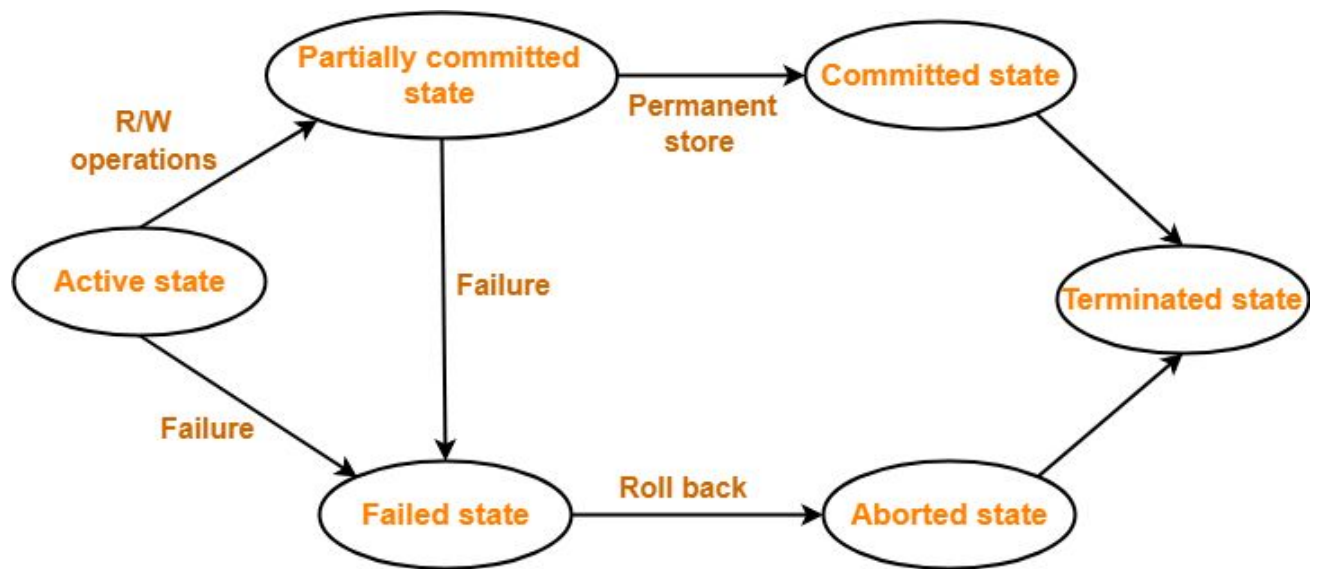 Partially committed
state
Committed state
R/W
operations
Permanent
store
Active state
Failure
Terminated state
Failure
Roll back
Failed state
Aborted state